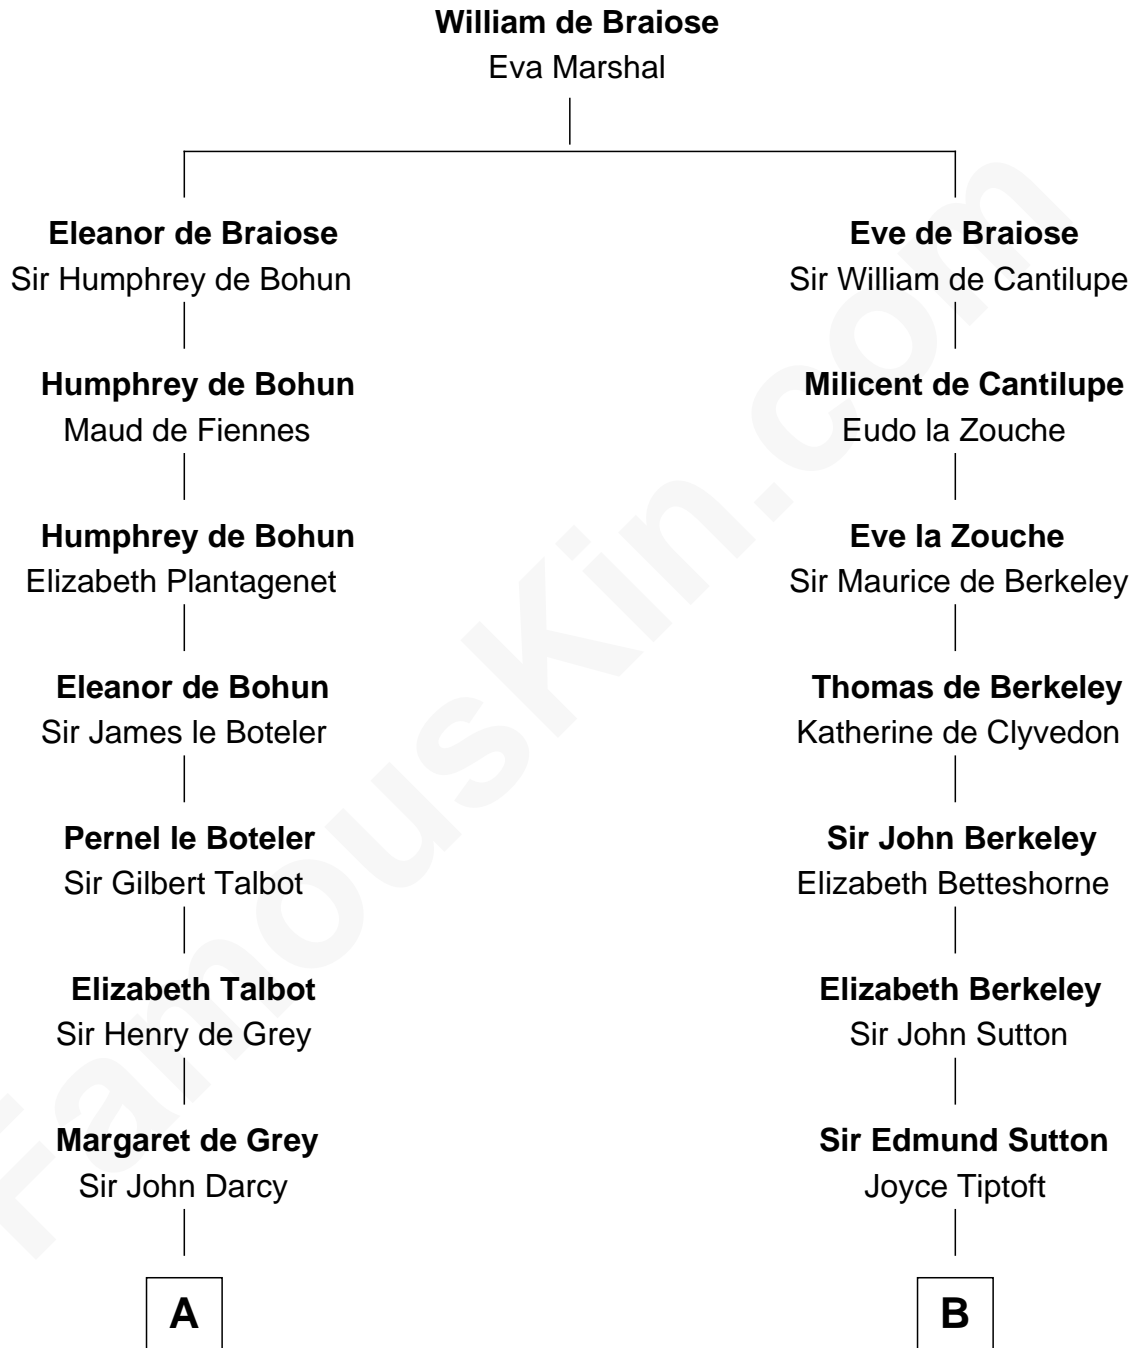 William de Braiose
Eva Marshal
Eleanor de Braiose
Sir Humphrey de Bohun
Eve de Braiose
Sir William de Cantilupe
Humphrey de Bohun
Maud de Fiennes
Milicent de Cantilupe
Eudo la Zouche
Humphrey de Bohun
Elizabeth Plantagenet
Eve la Zouche
Sir Maurice de Berkeley
Eleanor de Bohun
Sir James le Boteler
Thomas de Berkeley
Katherine de Clyvedon
Pernel le Boteler
Sir Gilbert Talbot
Sir John Berkeley
Elizabeth Betteshorne
Elizabeth Talbot
Sir Henry de Grey
Elizabeth Berkeley
Sir John Sutton
Margaret de Grey
Sir John Darcy
Sir Edmund Sutton
Joyce Tiptoft
A
B
FamousKin.com